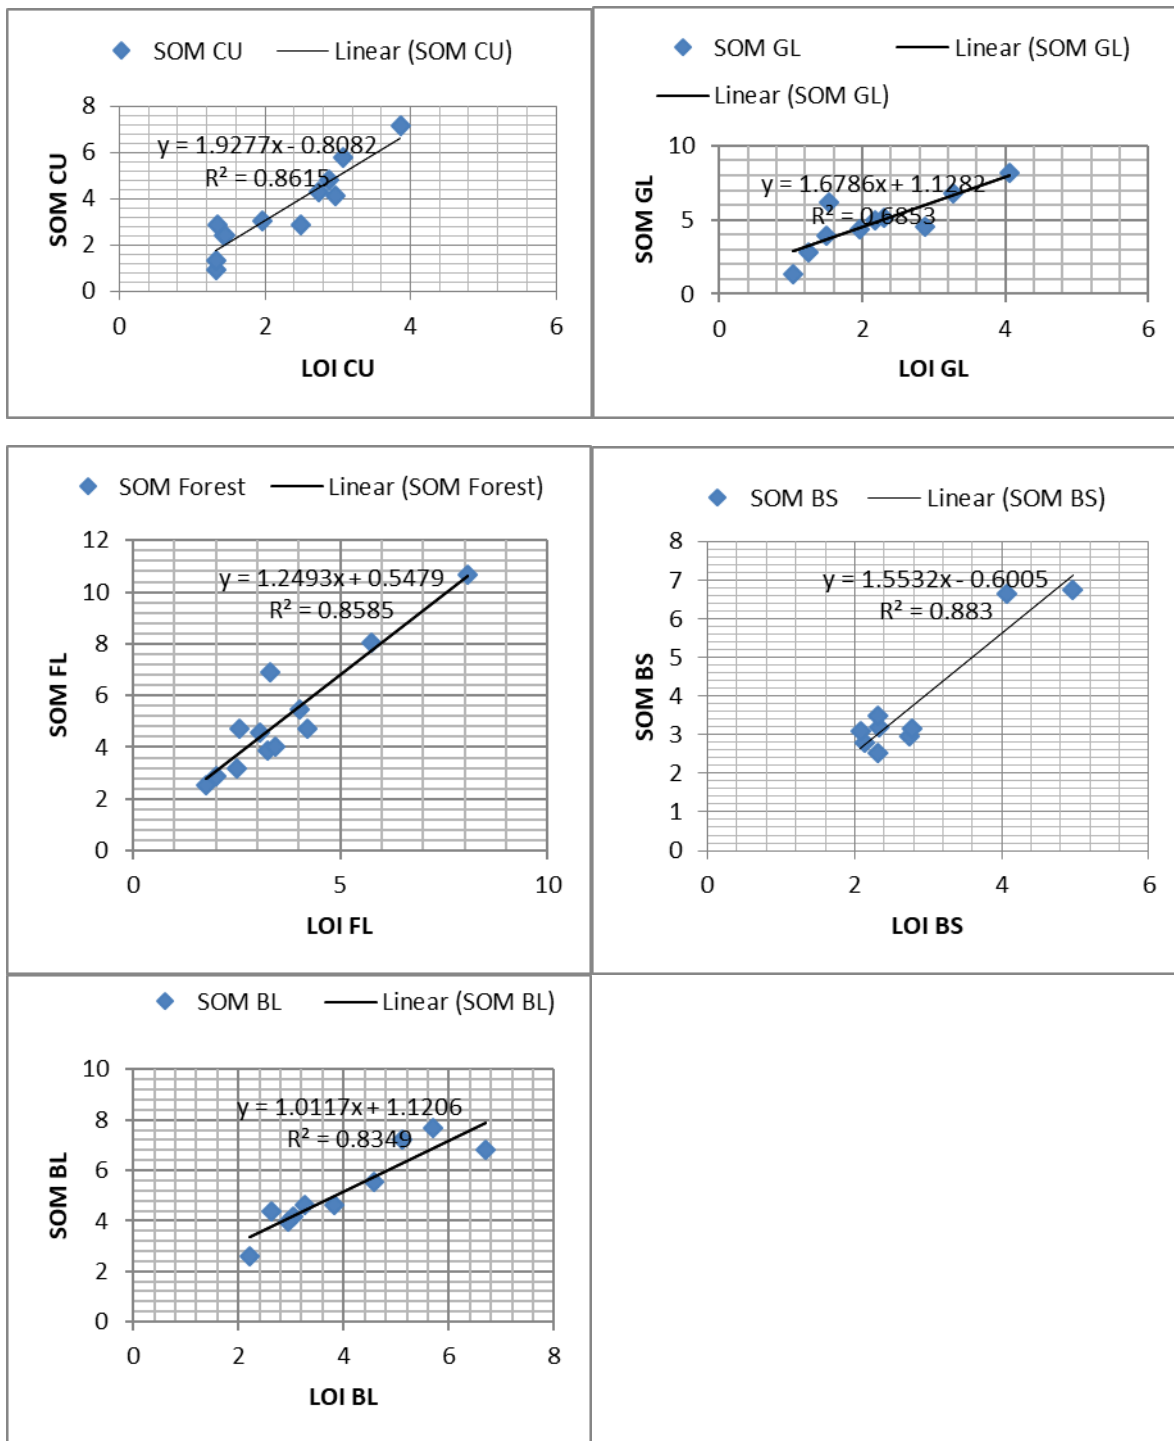 SOM CU Linear (SOM CU)
8
6
4
2
0
y = 1.9277x - 0.8082
R² = 0.8615
0 2 4 6
SOM CU
LOI CU
SOM GL Linear (SOM GL)
Linear (SOM GL)
10
5
0
y = 1.6786x + 1.1282
R² = 0.6853
0 2 4 6
SOM GL
LOI GL
SOM Forest Linear (SOM Forest)
12
10
8
6
4
2
0
y = 1.2493x + 0.5479
R² = 0.8585
0 5 10
SOM FL
LOI FL
SOM BS Linear (SOM BS)
8
7
6
5
4
3
2
1
0
y = 1.5532x - 0.6005
R² = 0.883
0 2 4 6
SOM BS
LOI BS
SOM BL Linear (SOM BL)
10
8
6
4
2
0
y = 1.0117x + 1.1206
R² = 0.8349
0 2 4 6 8
SOM BL
LOI BL